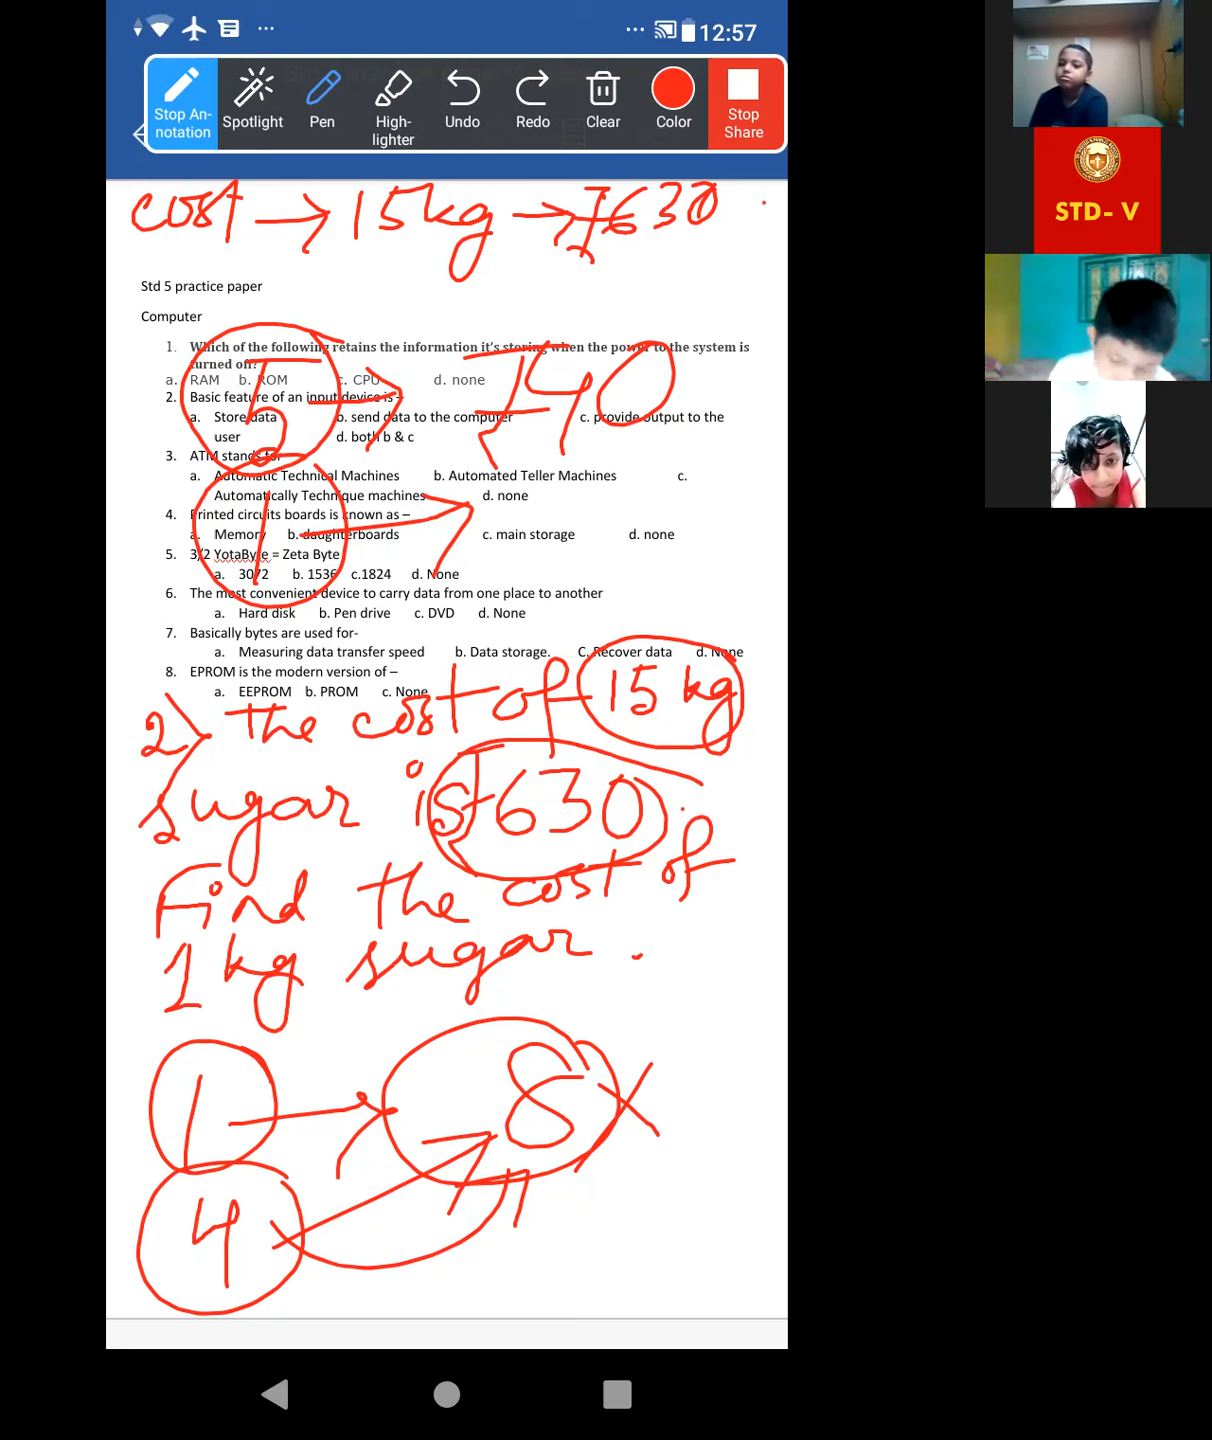 12:57
Stop An-
notation
Spotlight
Pen
High-
lighter
Undo
Redo
Clear
Color
Stop
Share
STD- V
cost → 15kg → ₹630
Std 5 practice paper
Computer
1. Which of the following retains the information it's storing when the power to the system is
turned off?
a. RAM b. ROM c. CPU d. none
2. Basic feature of an input device is –
a. Store data b. send data to the computer c. provide output to the
user d. both b & c
3. ATM stands for
a. Automatic Technical Machines b. Automated Teller Machines c.
Automatically Technique machines d. none
4. Printed circuits boards is known as –
a. Memory b. daughterboards c. main storage d. none
5. 3/2 YotaByte = Zeta Byte
a. 3072 b. 1536 c.1824 d. None
6. The most convenient device to carry data from one place to another
a. Hard disk b. Pen drive c. DVD d. None
7. Basically bytes are used for-
a. Measuring data transfer speed b. Data storage. C. Recover data d. None
8. EPROM is the modern version of –
a. EEPROM b. PROM c. None
5 → ₹40
1 →
2> the cost of 15 kg
sugar is ₹630.
Find the cost of
1 kg sugar.
1 → 8 X
4